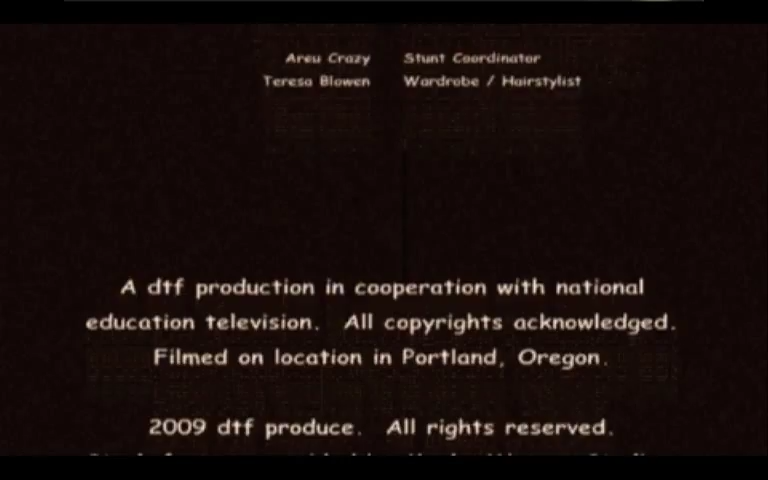 Areu Crazy Stunt Coordinator
Teresa Blowen Wardrobe / Hairstylist
A dtf production in cooperation with national
education television. All copyrights acknowledged.
Filmed on location in Portland, Oregon.
2009 dtf produce. All rights reserved.